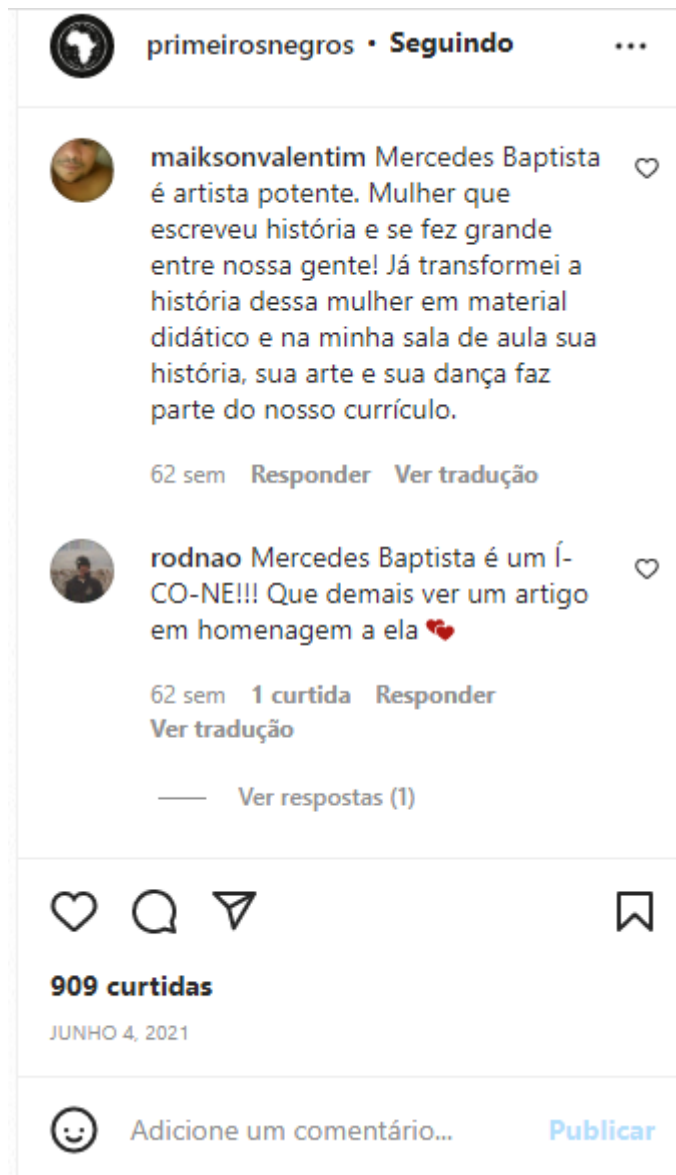 primeirosnegros • Seguindo
maiksonvalentim Mercedes Baptista
é artista potente. Mulher que
escreveu história e se fez grande
entre nossa gente! Já transformei a
história dessa mulher em material
didático e na minha sala de aula sua
história, sua arte e sua dança faz
parte do nosso currículo.
62 sem Responder Ver tradução
rodnao Mercedes Baptista é um Í-
CO-NE!!! Que demais ver um artigo
em homenagem a ela 💕
62 sem 1 curtida Responder
Ver tradução
Ver respostas (1)
909 curtidas
JUNHO 4, 2021
Adicione um comentário... Publicar